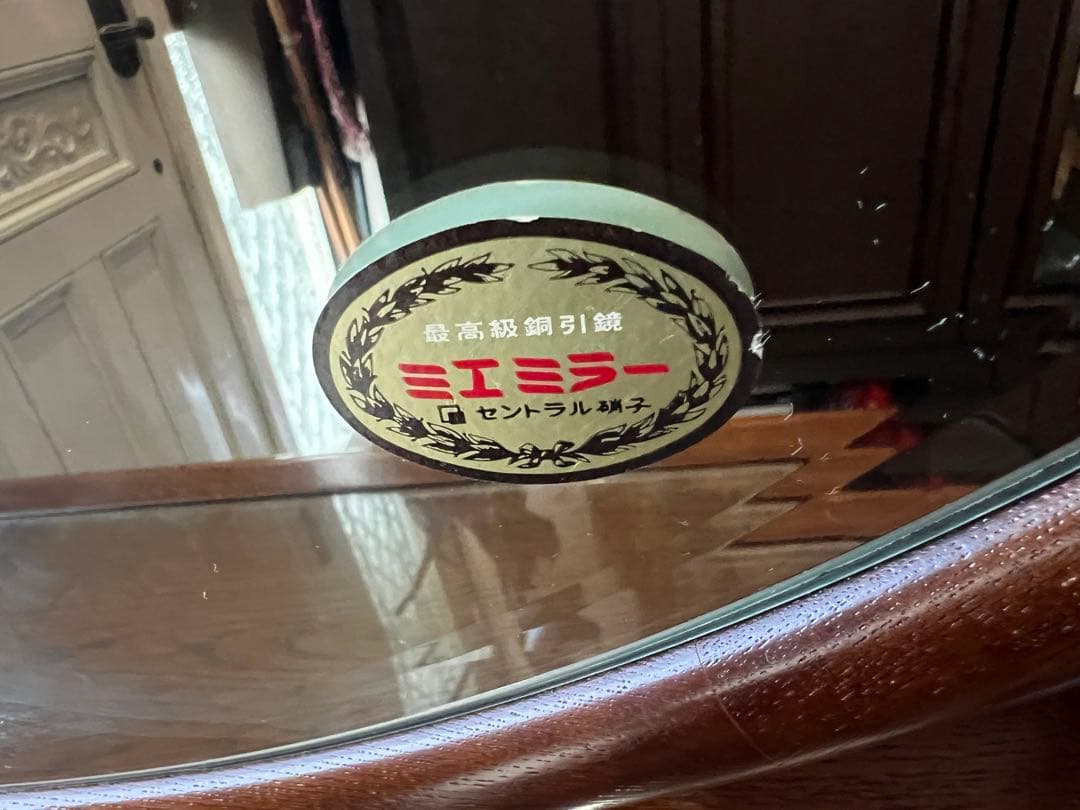 最高級銅引鏡
ミエミラー
セントラル硝子